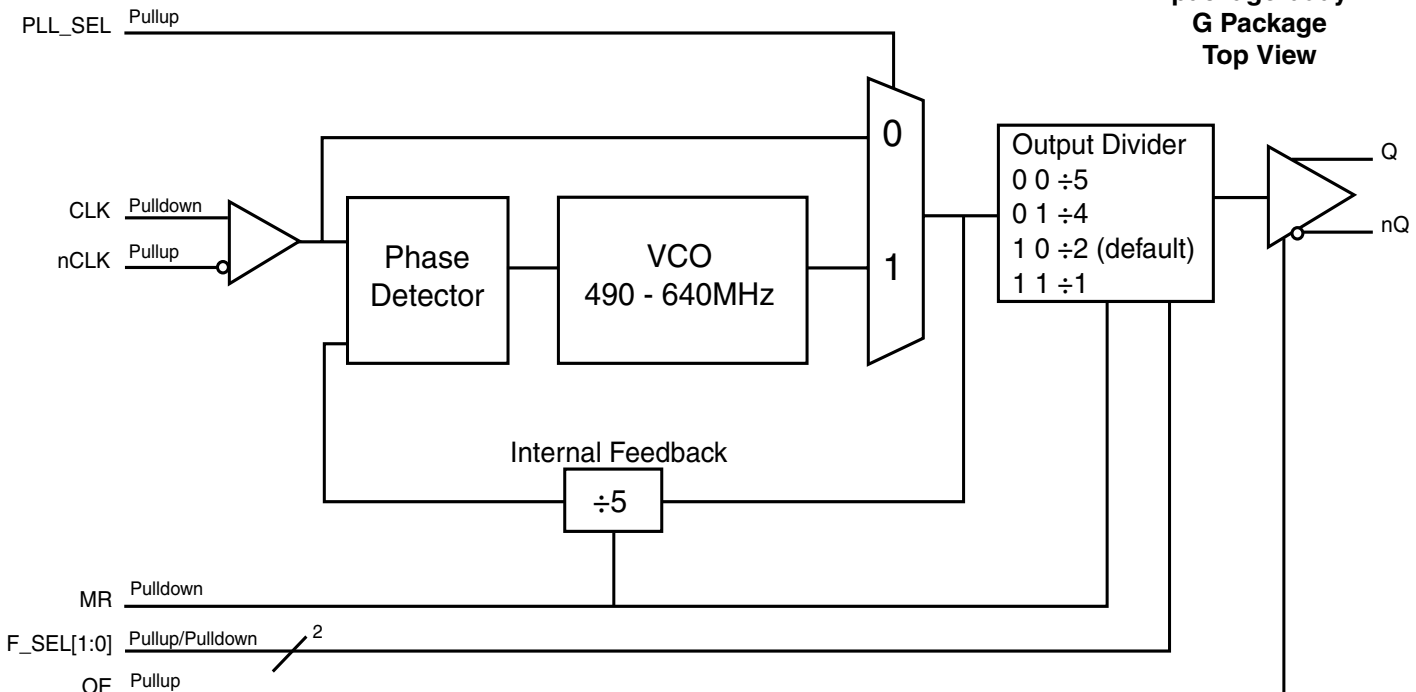 G Package
Top View
PLL_SEL Pullup
0
Output Divider
0 0 ÷5
0 1 ÷4
1 0 ÷2 (default)
1 1 ÷1
Q
nQ
CLK Pulldown
nCLK Pullup
Phase
Detector
VCO
490 - 640MHz
1
Internal Feedback
÷5
MR Pulldown
F_SEL[1:0] Pullup/Pulldown 2
OE Pullup